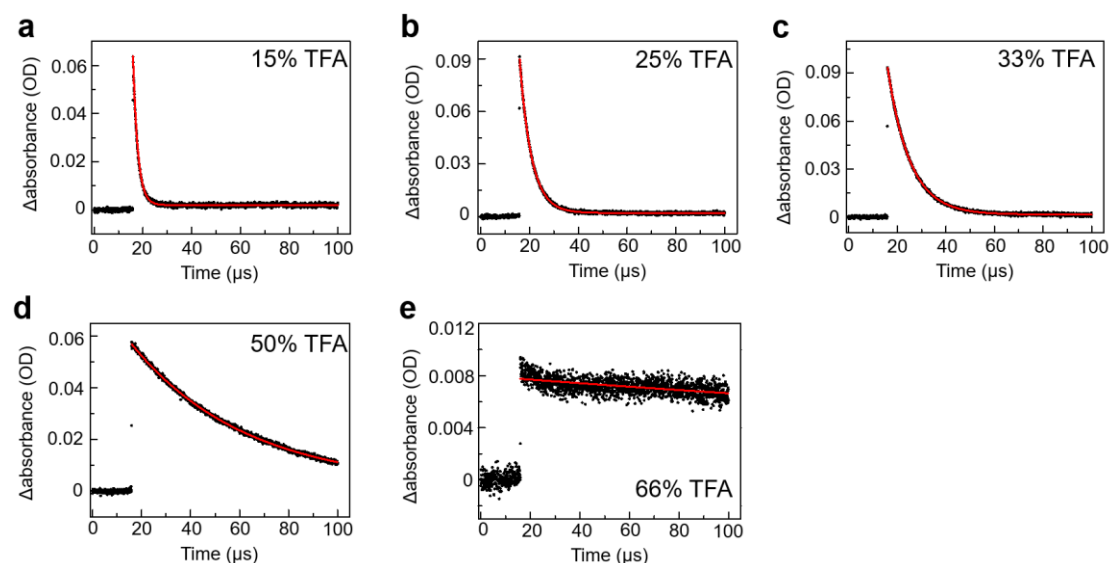 a
15% TFA
Δabsorbance (OD)
0.06
0.04
0.02
0
0 20 40 60 80 100
Time (μs)
b
25% TFA
Δabsorbance (OD)
0.09
0.06
0.03
0
0 20 40 60 80 100
Time (μs)
c
33% TFA
Δabsorbance (OD)
0.09
0.06
0.03
0
0 20 40 60 80 100
Time (μs)
d
50% TFA
Δabsorbance (OD)
0.06
0.04
0.02
0
0 20 40 60 80 100
Time (μs)
e
Δabsorbance (OD)
0.012
0.008
0.004
0
66% TFA
0 20 40 60 80 100
Time (μs)